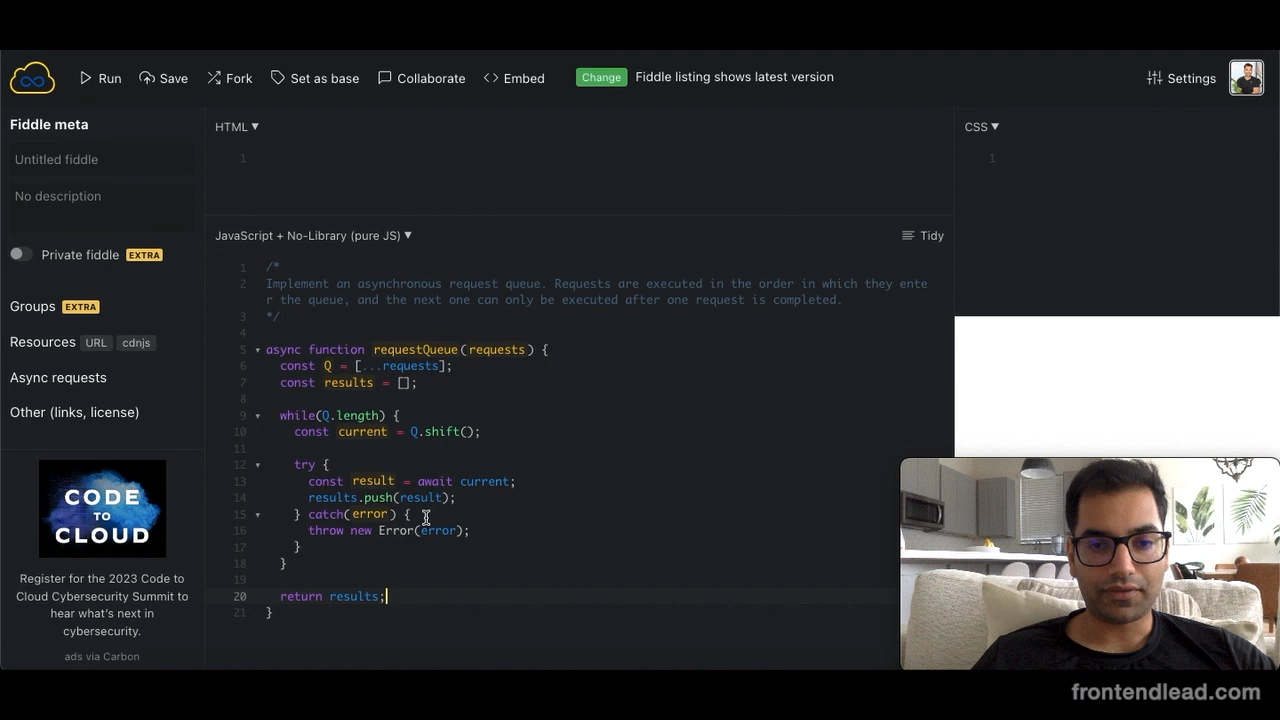 Run
Save
Fork
Set as base
Collaborate
Embed
Change
Fiddle listing shows latest version
Settings
Fiddle meta
Untitled fiddle
No description
Private fiddle EXTRA
Groups EXTRA
Resources URL cdnjs
Async requests
Other (links, license)
CODE
TO
CLOUD
Register for the 2023 Code to
Cloud Cybersecurity Summit to
hear what's next in
cybersecurity.
ads via Carbon
HTML
1
CSS
1
JavaScript + No-Library (pure JS)
Tidy
1 /*
2 Implement an asynchronous request queue. Requests are executed in the order in which they ente
r the queue, and the next one can only be executed after one request is completed.
3 */
4
5 async function requestQueue(requests) {
6 const Q = [...requests];
7 const results = [];
8
9 while(Q.length) {
10 const current = Q.shift();
11
12 try {
13 const result = await current;
14 results.push(result);
15 } catch(error) {
16 throw new Error(error);
17 }
18 }
19
20 return results;
21 }
frontendlead.com